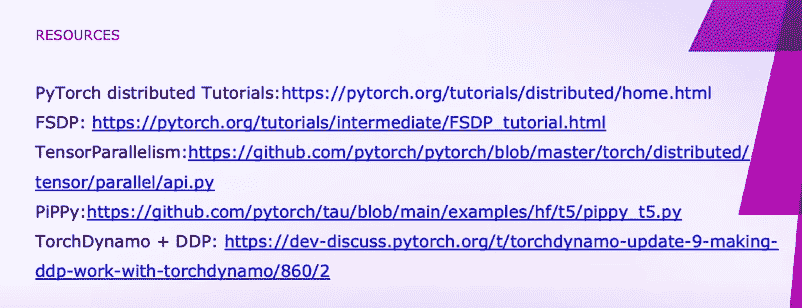 RESOURCES
PyTorch distributed Tutorials:https://pytorch.org/tutorials/distributed/home.html
FSDP: https://pytorch.org/tutorials/intermediate/FSDP_tutorial.html
TensorParallelism:https://github.com/pytorch/pytorch/blob/master/torch/distributed/
tensor/parallel/api.py
PiPPy:https://github.com/pytorch/tau/blob/main/examples/hf/t5/pippy_t5.py
TorchDynamo + DDP: https://dev-discuss.pytorch.org/t/torchdynamo-update-9-making-
ddp-work-with-torchdynamo/860/2